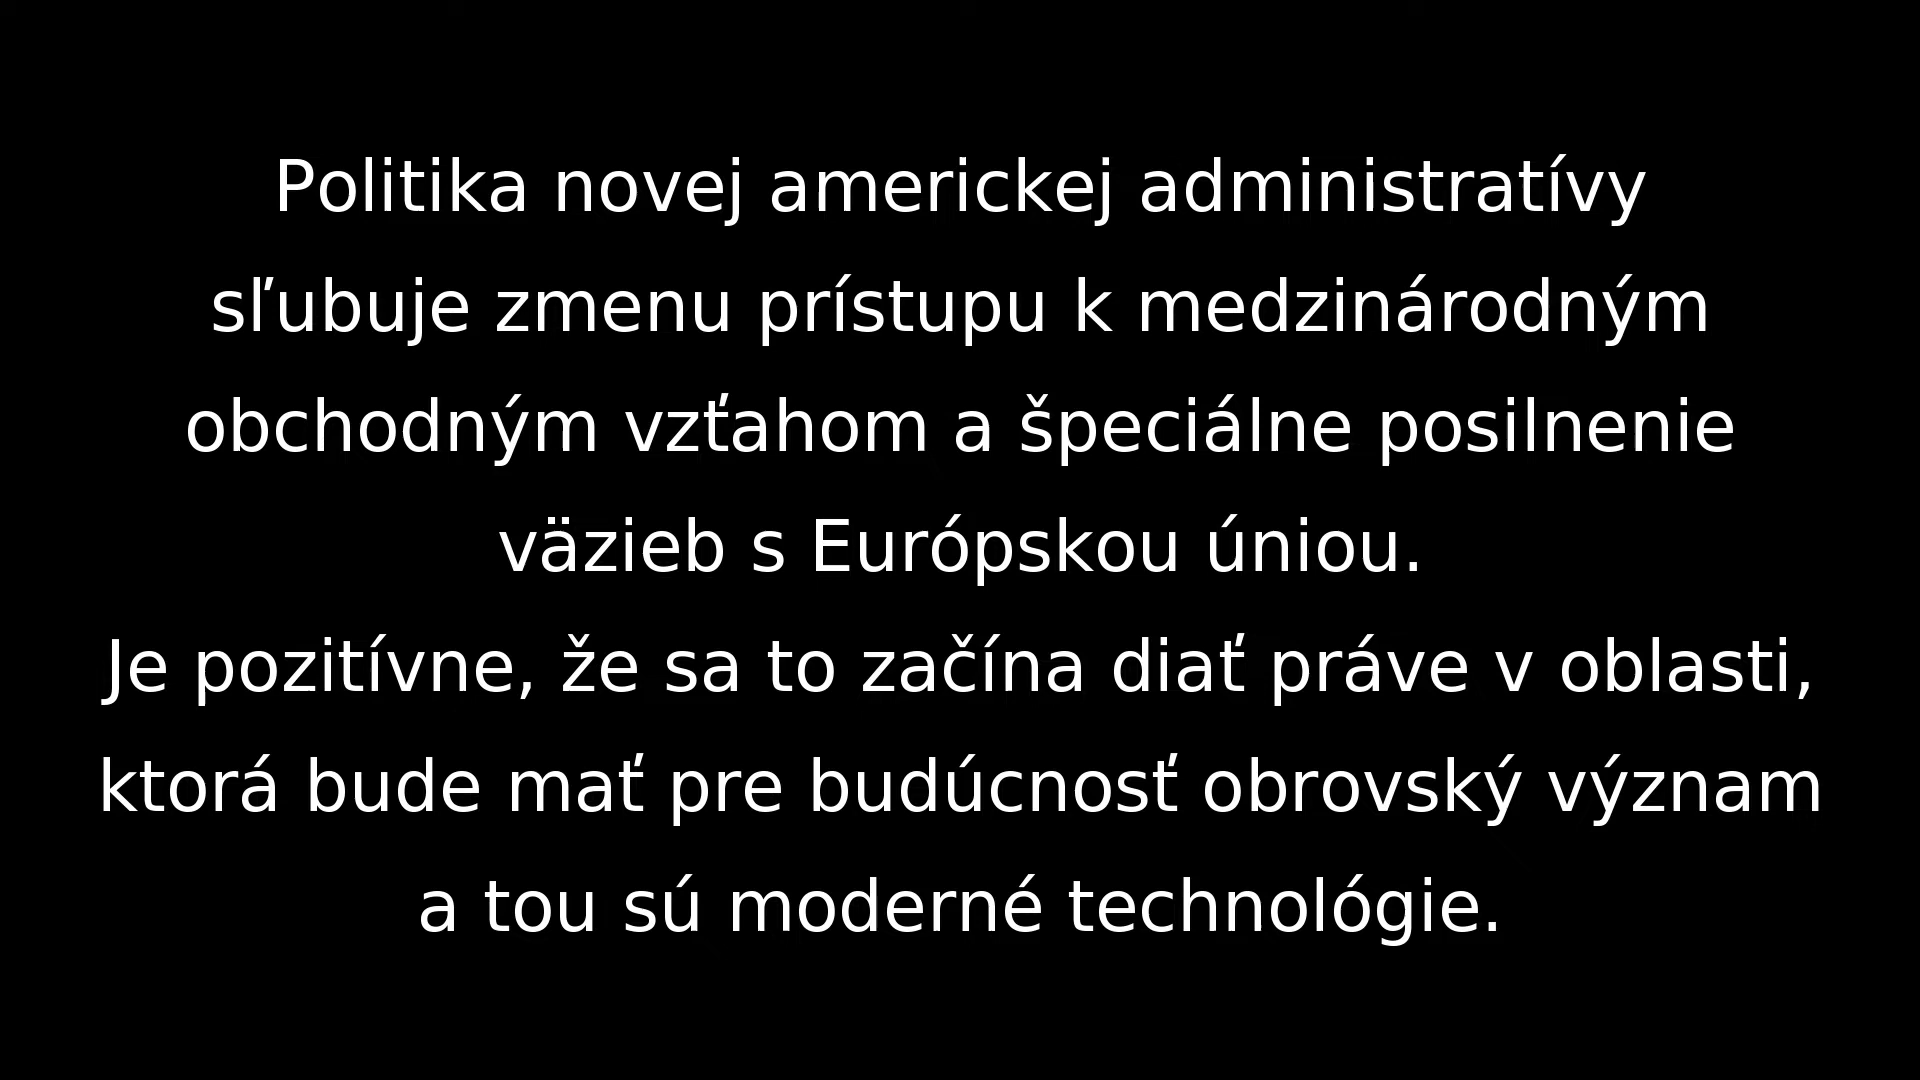 Politika novej americkej administratívy
sľubuje zmenu prístupu k medzinárodným
obchodným vzťahom a špeciálne posilnenie
väzieb s Európskou úniou.
Je pozitívne, že sa to začína diať práve v oblasti,
ktorá bude mať pre budúcnosť obrovský význam
a tou sú moderné technológie.